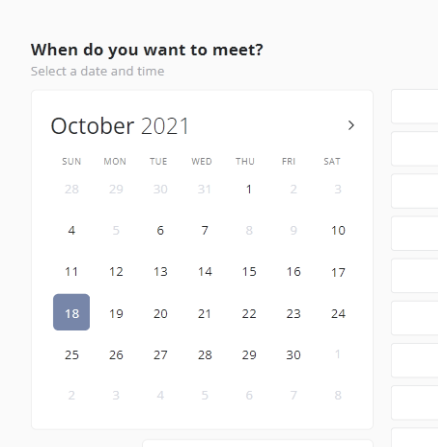 When do you want to meet?
Select a date and time
October 2021
SUN MON TUE WED THU FRI SAT
28 29 30 31 1 2 3
4 5 6 7 8 9 10
11 12 13 14 15 16 17
18 19 20 21 22 23 24
25 26 27 28 29 30 1
2 3 4 5 6 7 8